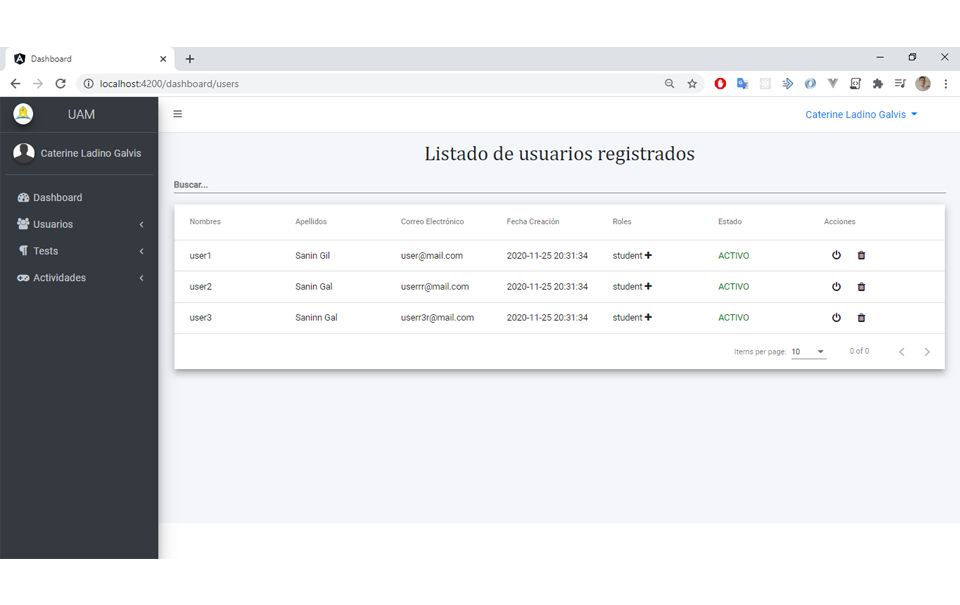 Dashboard
localhost:4200/dashboard/users
UAM
Caterine Ladino Galvis
Caterine Ladino Galvis
Dashboard
Usuarios
Tests
Actividades
Listado de usuarios registrados
Buscar...
Nombres Apellidos Correo Electrónico Fecha Creación Roles Estado Acciones
user1 Sanin Gil user@mail.com 2020-11-25 20:31:34 student ACTIVO
user2 Sanin Gal userrr@mail.com 2020-11-25 20:31:34 student ACTIVO
user3 Saninn Gal userr3r@mail.com 2020-11-25 20:31:34 student ACTIVO
Items per page: 10 0 of 0